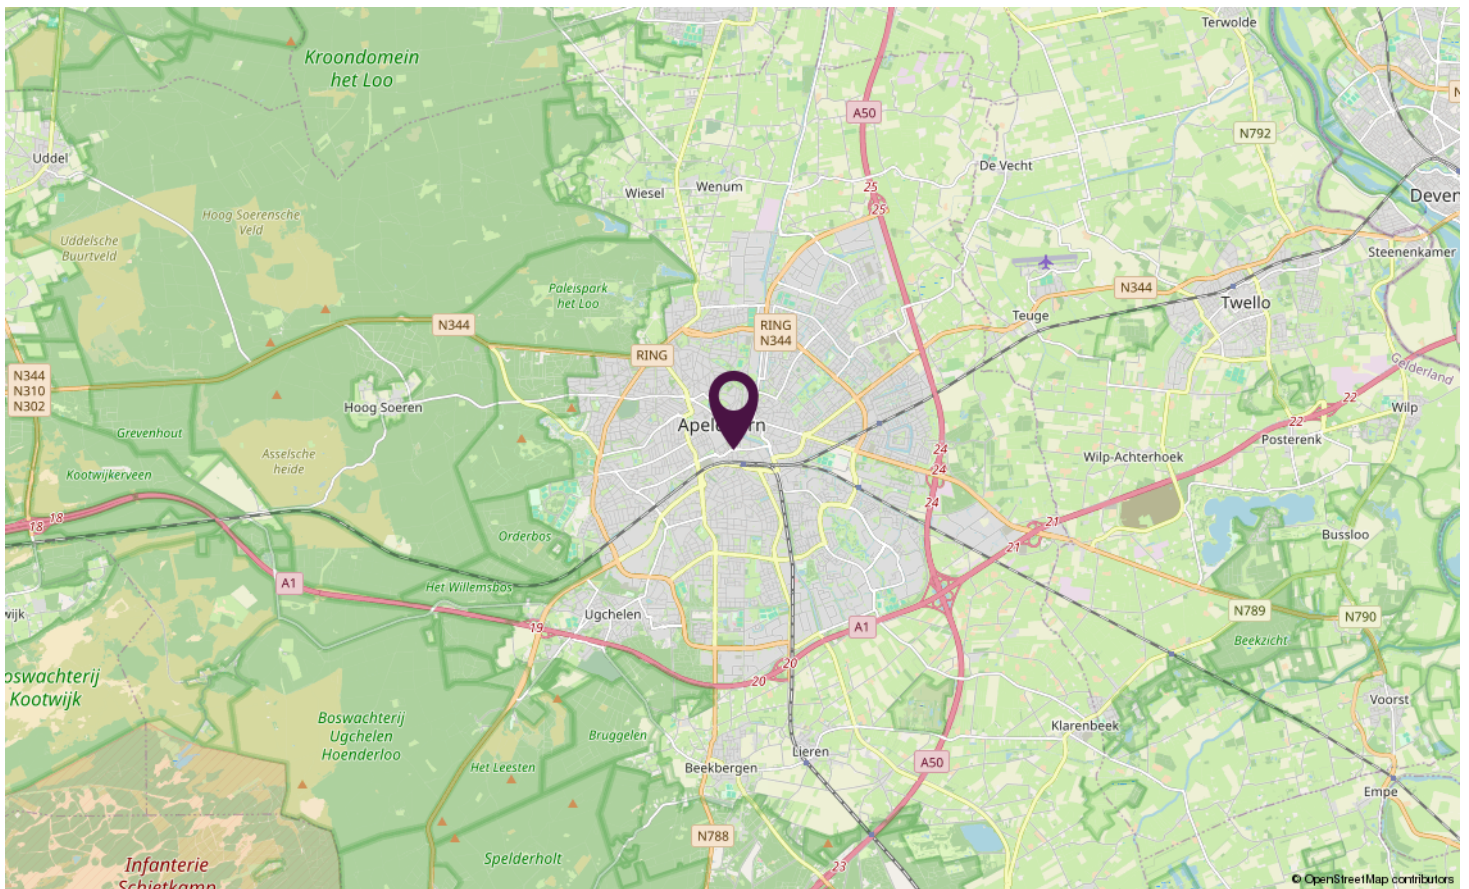 Terwolde
Kroondomein
het Loo
N
A50
N792
Uddel
De Vecht
Wiesel
Wenum
25
25
Deven
Hoog Soerensche
Veld
Uddelsche
Buurtveld
Steenenkamer
Paleispark
het Loo
N344
Twello
Teuge
N344
RING
N344
RING
Gelderland
N344
N310
N302
22
22
Hoog Soeren
Wilp
Apel
rn
Grevenhout
Posterenk
24
Asselsche
heide
Wilp-Achterhoek
24
Kootwijkerveen
24
18
18
21
Orderbos
Bussloo
21
A1
Het Willemsbos
wijk
Ugchelen
N789
N790
19
A1
Beekzicht
20
oswachterij
Kootwijk
20
Voorst
Boswachterij
Ugchelen
Hoenderloo
Klarenbeek
Bruggelen
Lieren
Het Leesten
Beekbergen
A50
Empe
N788
Spelderholt
23
Infanterie
Schietkamp
© OpenStreetMap contributors